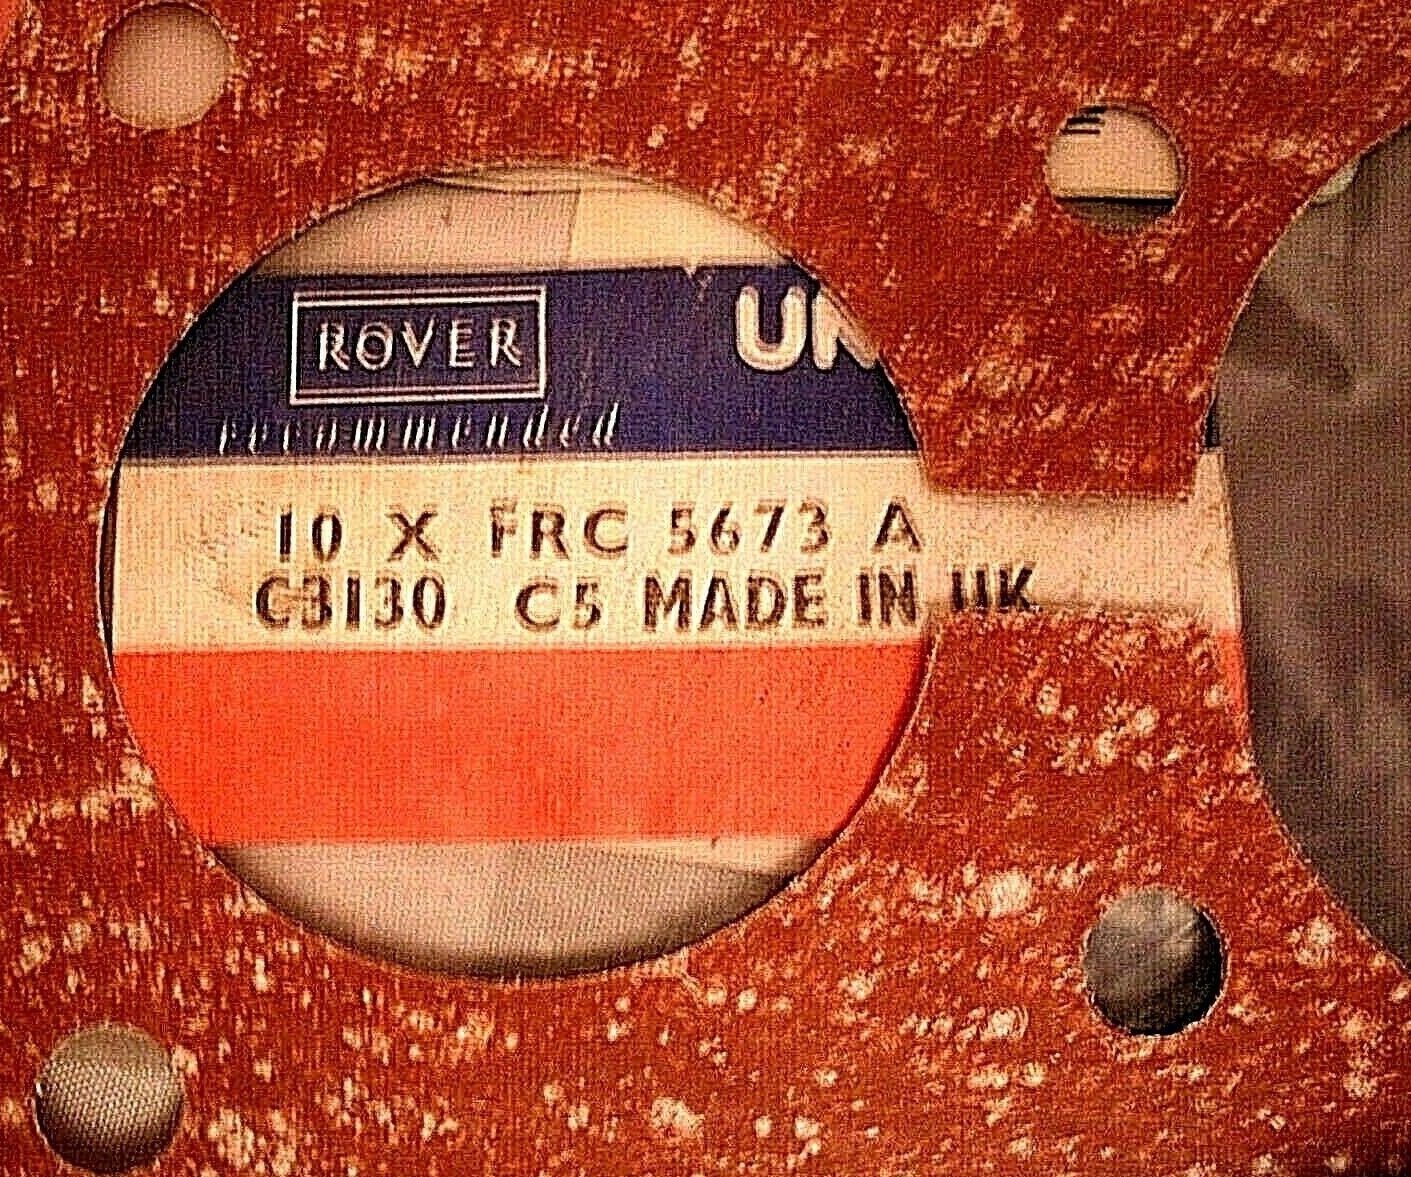 ROVER
UN
recommended
10 X FRC 5673 A
C3130 C5 MADE IN UK